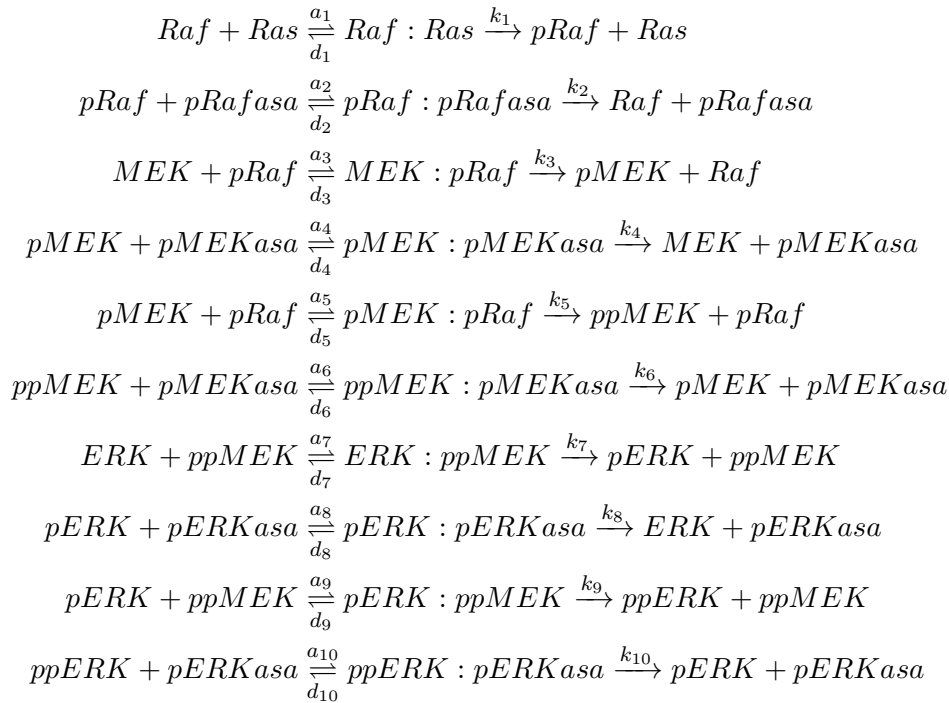 Raf + Ras a₁ ⇌ d₁ Raf : Ras k₁ → pRaf + Ras
pRaf + pRafasa a₂ ⇌ d₂ pRaf : pRafasa k₂ → Raf + pRafasa
MEK + pRaf a₃ ⇌ d₃ MEK : pRaf k₃ → pMEK + Raf
pMEK + pMEKasa a₄ ⇌ d₄ pMEK : pMEKasa k₄ → MEK + pMEKasa
pMEK + pRaf a₅ ⇌ d₅ pMEK : pRaf k₅ → ppMEK + pRaf
ppMEK + pMEKasa a₆ ⇌ d₆ ppMEK : pMEKasa k₆ → pMEK + pMEKasa
ERK + ppMEK a₇ ⇌ d₇ ERK : ppMEK k₇ → pERK + ppMEK
pERK + pERKasa a₈ ⇌ d₈ pERK : pERKasa k₈ → ERK + pERKasa
pERK + ppMEK a₉ ⇌ d₉ pERK : ppMEK k₉ → ppERK + ppMEK
ppERK + pERKasa a₁₀ ⇌ d₁₀ ppERK : pERKasa k₁₀ → pERK + pERKasa